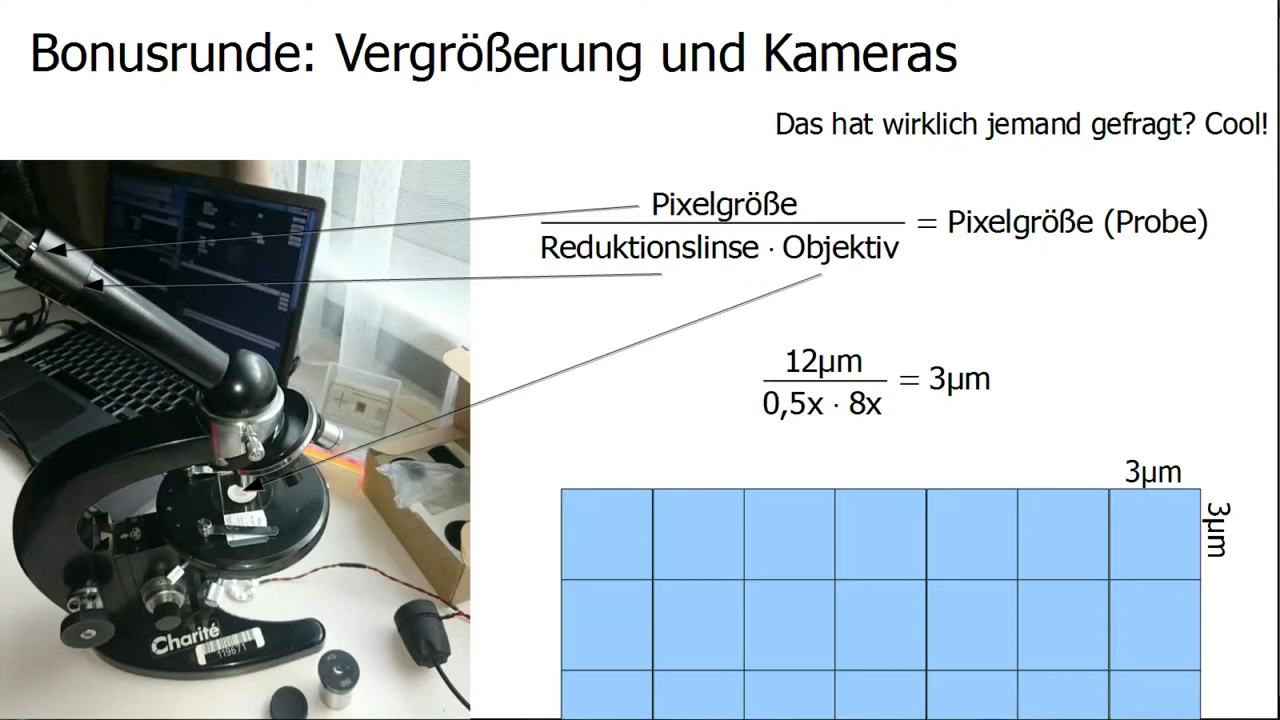 Bonusrunde: Vergrößerung und Kameras
Das hat wirklich jemand gefragt? Cool!
Pixelgröße
Reduktionslinse · Objektiv
= Pixelgröße (Probe)
12µm
0,5x · 8x
= 3µm
3µm
3µm
Charité
119671